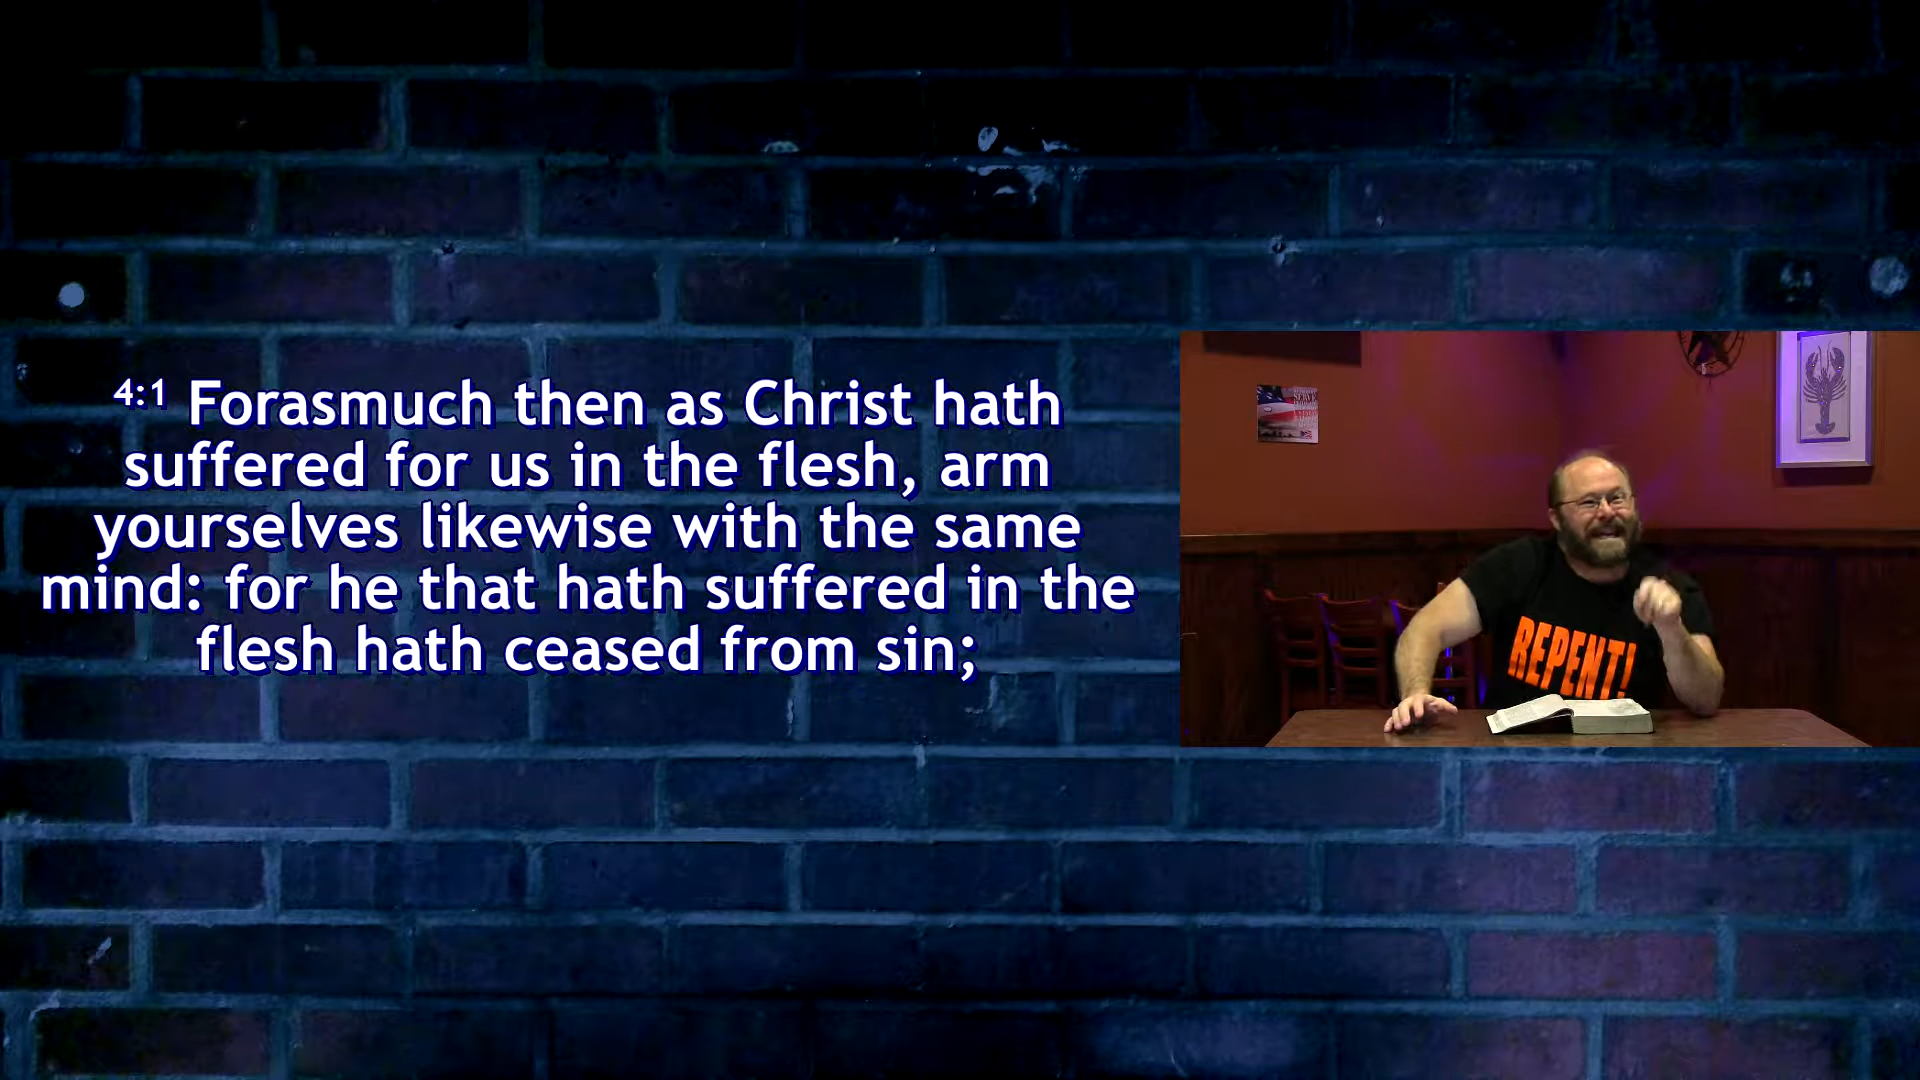 4:1 Forasmuch then as Christ hath
suffered for us in the flesh, arm
yourselves likewise with the same
mind: for he that hath suffered in the
flesh hath ceased from sin;
REPENT!